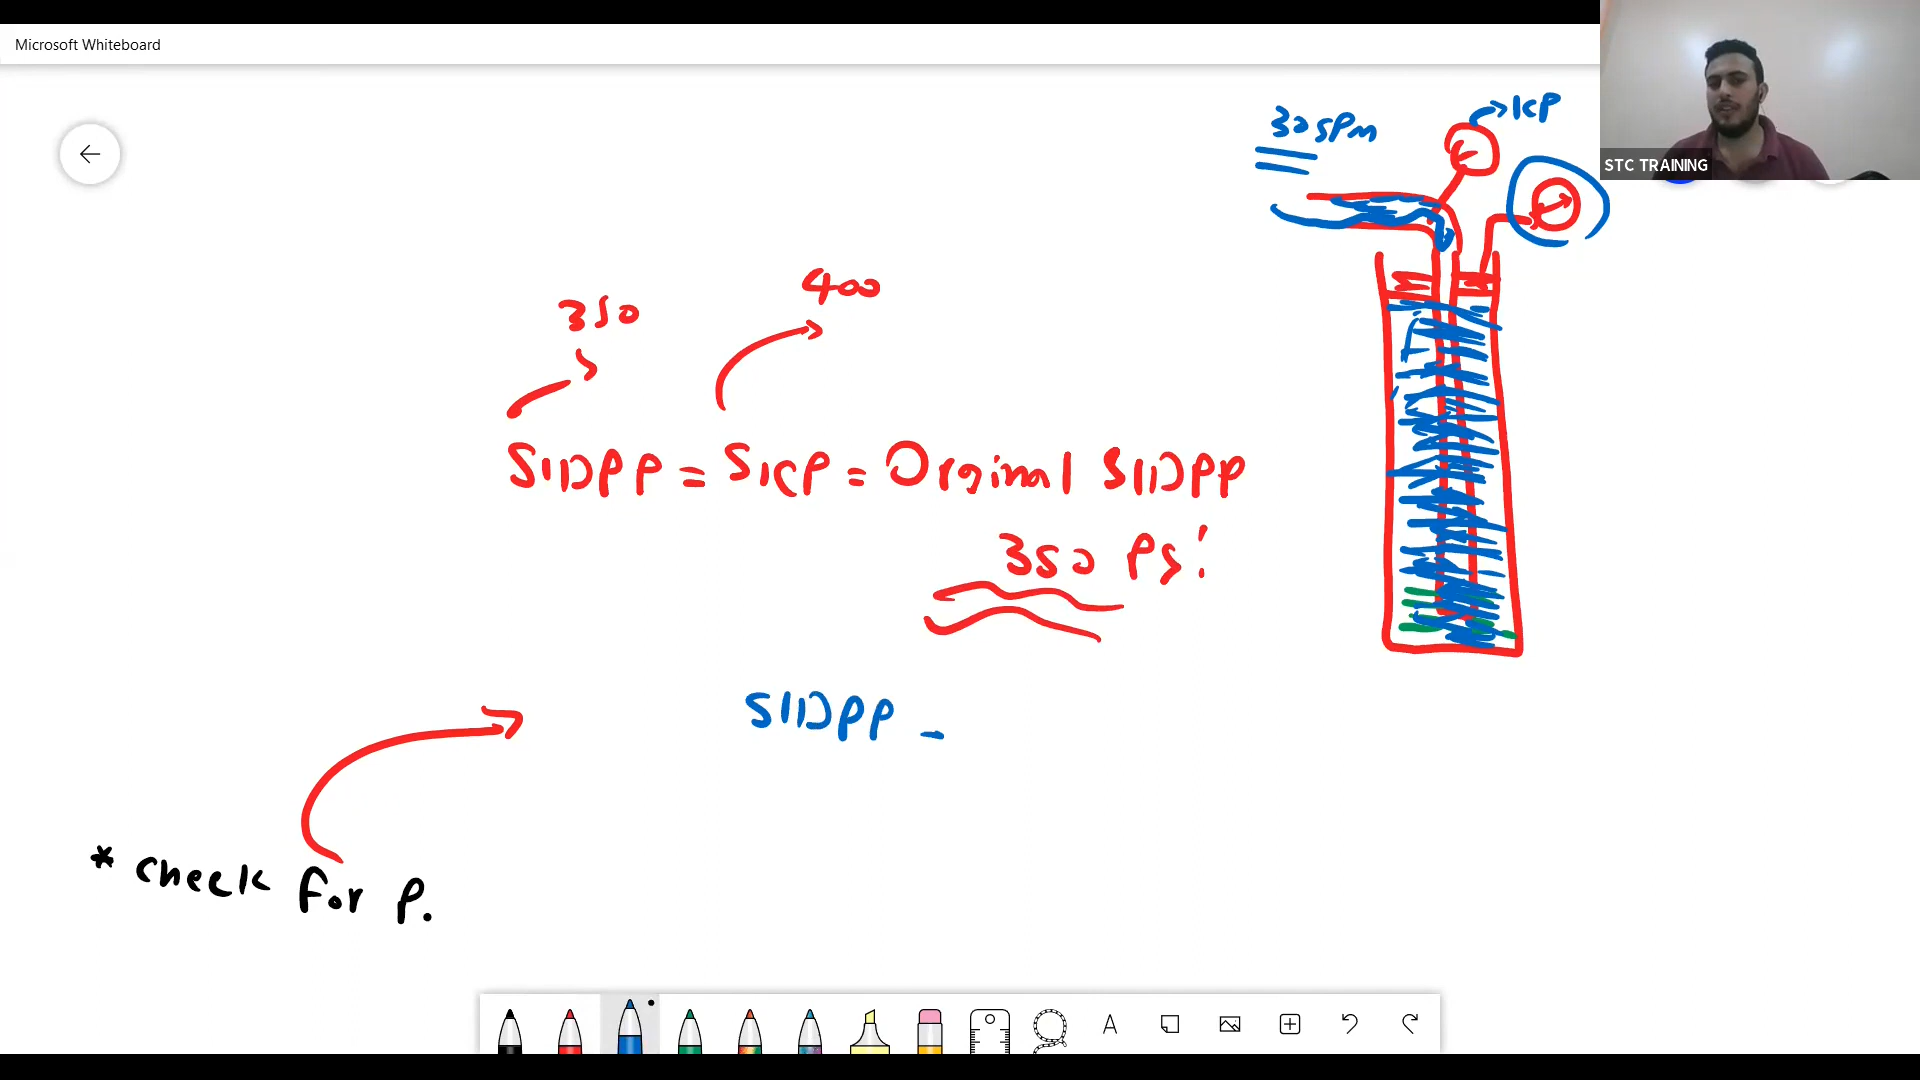 Microsoft Whiteboard
STC TRAINING
30 SPM
ICP
350
400
SIDPP = SICP = Orginal SIDPP
350 Psi
SIDPP -
* check for P.
A